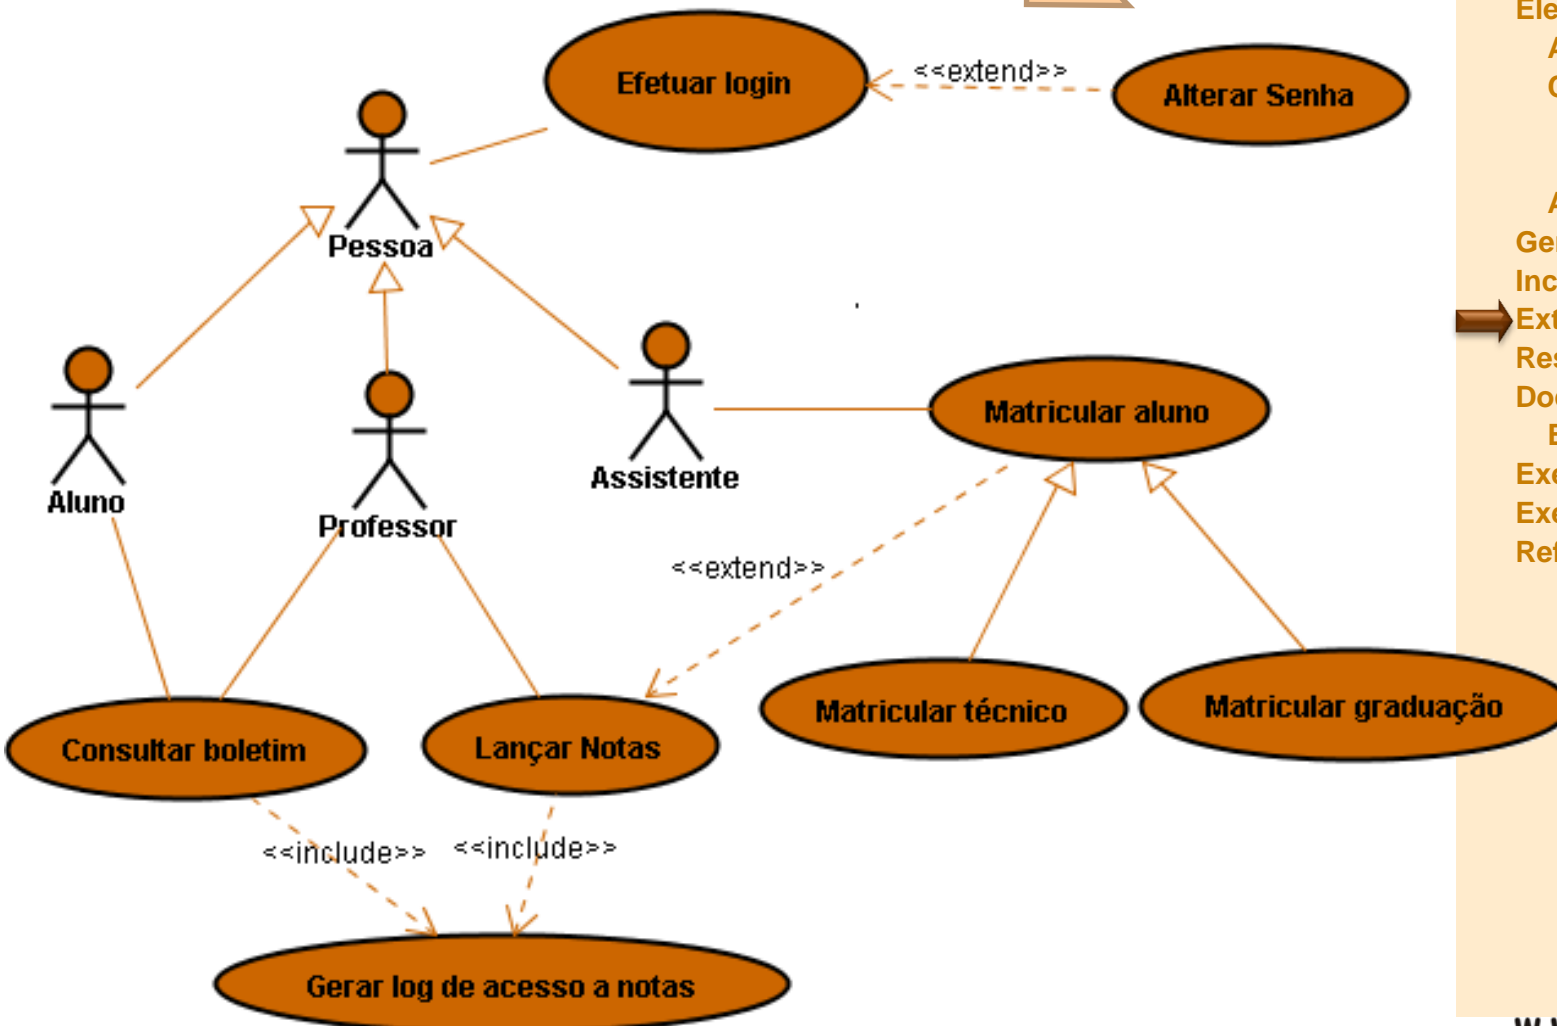 Efetuar login
<<extend>>
Alterar Senha
Pessoa
Aluno
Professor
Assistente
Matricular aluno
<<extend>>
Consultar boletim
Lançar Notas
Matricular técnico
Matricular graduação
<<include>>
<<include>>
Gerar log de acesso a notas